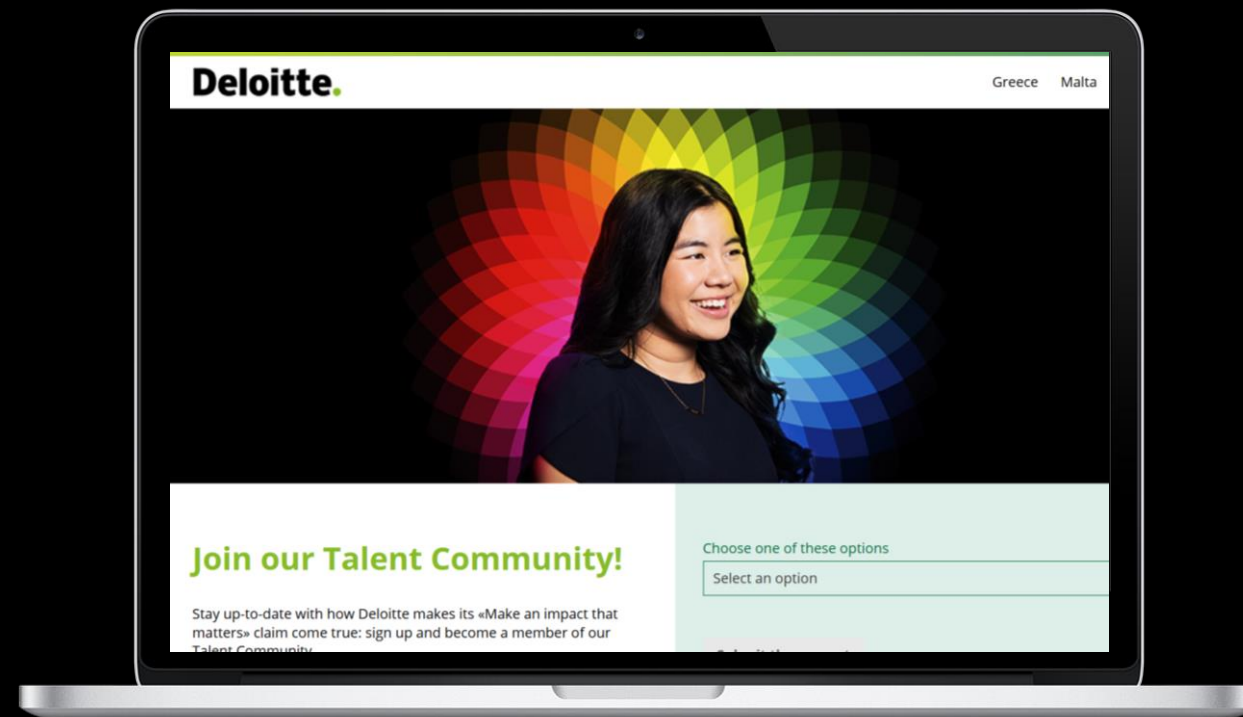 Deloitte.
Greece Malta
Join our Talent Community!
Stay up-to-date with how Deloitte makes its «Make an impact that
matters» claim come true: sign up and become a member of our
Talent Community
Choose one of these options
Select an option